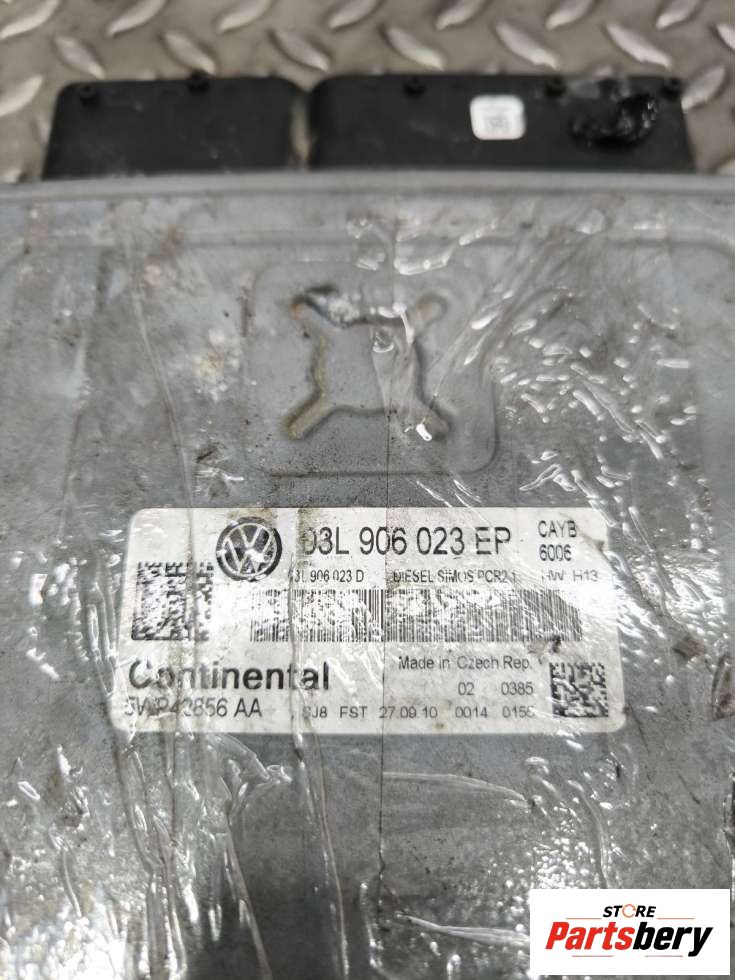 03L 906 023 EP
CAYB
6006
03L 906 023 D DIESEL SIMOS PCR2.1 HW H13
Continental
Made in Czech Rep.
02 0385
5WP42856 AA SJ8 FST 27.09.10 0014 0156
STORE
Partsbery